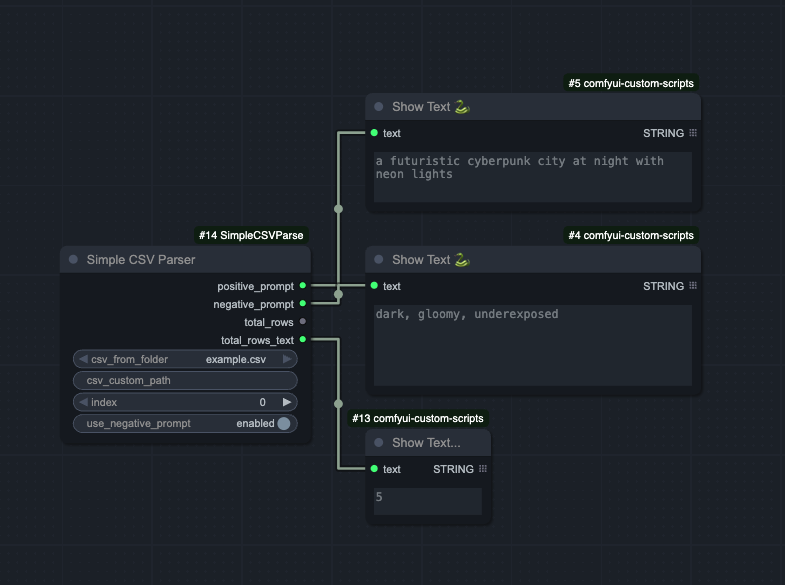 #5 comfyui-custom-scripts
Show Text 🐍
text STRING
a futuristic cyberpunk city at night with
neon lights
#14 SimpleCSVParse
Simple CSV Parser
positive_prompt
negative_prompt
total_rows
total_rows_text
csv_from_folder example.csv
csv_custom_path
index 0
use_negative_prompt enabled
#4 comfyui-custom-scripts
Show Text 🐍
text STRING
dark, gloomy, underexposed
#13 comfyui-custom-scripts
Show Text...
text STRING
5